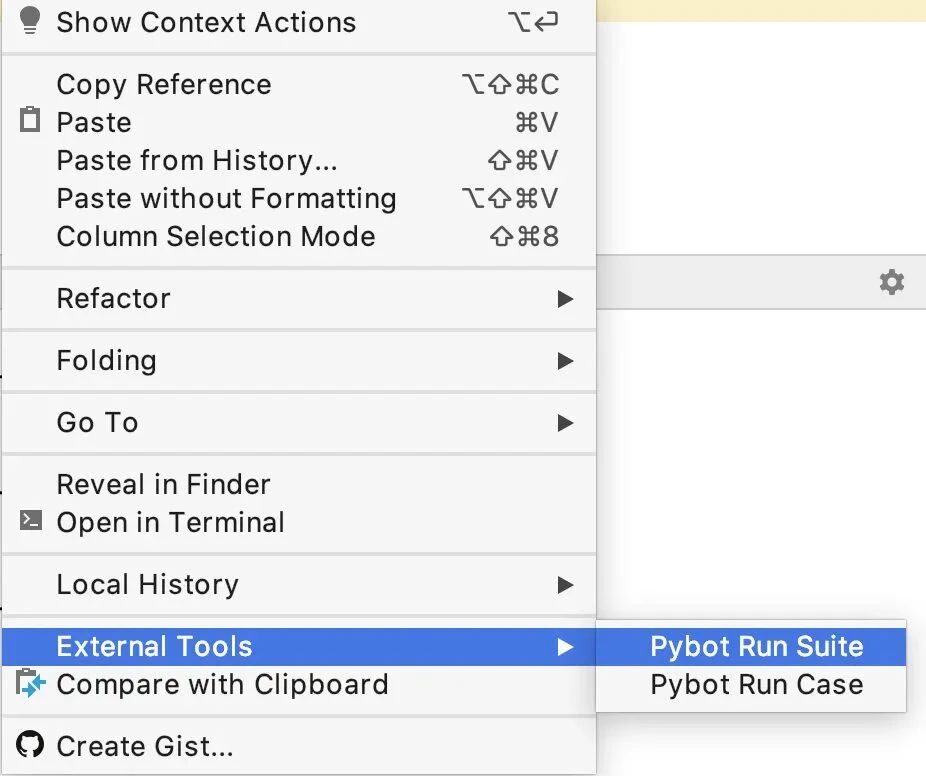 Show Context Actions ⌥⏎
Copy Reference ⌥⇧⌘C
Paste ⌘V
Paste from History... ⇧⌘V
Paste without Formatting ⌥⇧⌘V
Column Selection Mode ⇧⌘8
Refactor
Folding
Go To
Reveal in Finder
Open in Terminal
Local History
External Tools
Pybot Run Suite
Compare with Clipboard
Pybot Run Case
Create Gist...